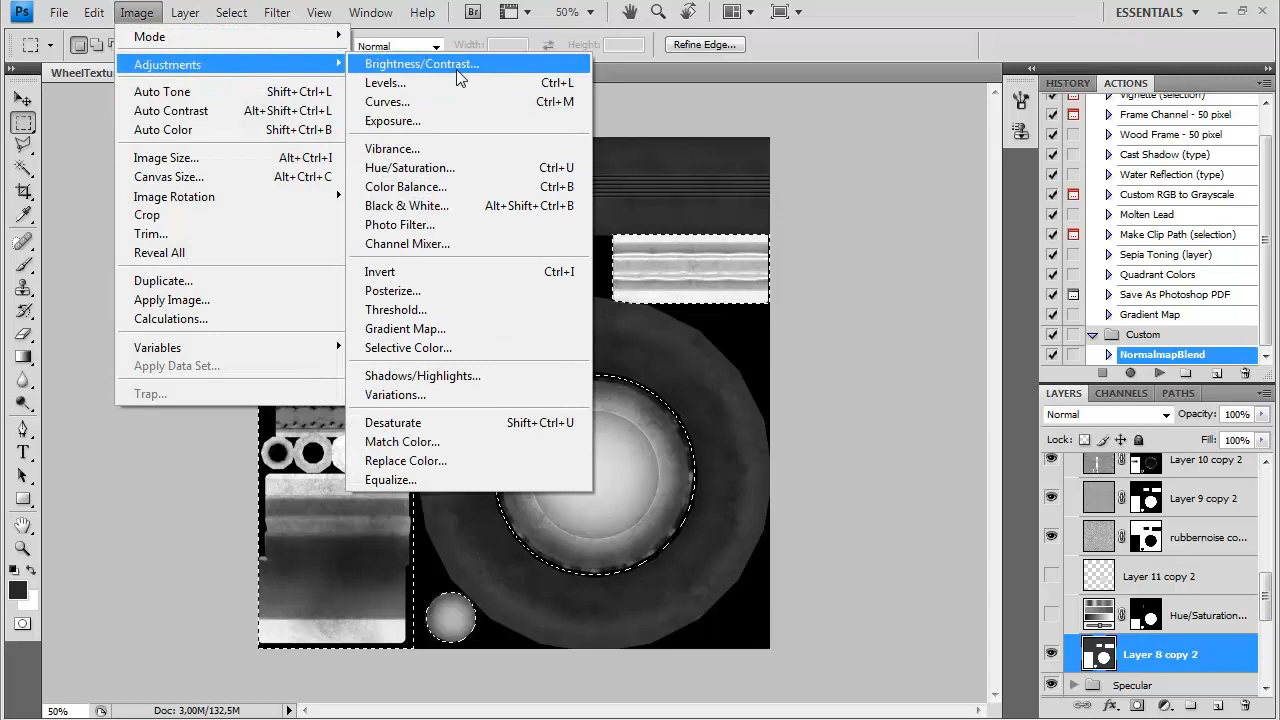 Ps File Edit Image Layer Select Filter View Window Help Br 50% ESSENTIALS
Mode
Adjustments
Auto Tone Shift+Ctrl+L
Auto Contrast Alt+Shift+Ctrl+L
Auto Color Shift+Ctrl+B
Image Size... Alt+Ctrl+I
Canvas Size... Alt+Ctrl+C
Image Rotation
Crop
Trim...
Reveal All
Duplicate...
Apply Image...
Calculations...
Variables
Apply Data Set...
Trap...
Normal Width: Height: Refine Edge...
WheelTextu
Brightness/Contrast...
Levels... Ctrl+L
Curves... Ctrl+M
Exposure...
Vibrance...
Hue/Saturation... Ctrl+U
Color Balance... Ctrl+B
Black & White... Alt+Shift+Ctrl+B
Photo Filter...
Channel Mixer...
Invert Ctrl+I
Posterize...
Threshold...
Gradient Map...
Selective Color...
Shadows/Highlights...
Variations...
Desaturate Shift+Ctrl+U
Match Color...
Replace Color...
Equalize...
HISTORY ACTIONS
Vignette (selection)
Frame Channel - 50 pixel
Wood Frame - 50 pixel
Cast Shadow (type)
Water Reflection (type)
Custom RGB to Grayscale
Molten Lead
Make Clip Path (selection)
Sepia Toning (layer)
Quadrant Colors
Save As Photoshop PDF
Gradient Map
Custom
NormalmapBlend
LAYERS CHANNELS PATHS
Normal Opacity: 100%
Lock: Fill: 100%
Layer 10 copy 2
Layer 9 copy 2
rubbernoise co...
Layer 11 copy 2
Hue/Saturation...
Layer 8 copy 2
Specular
50% Doc: 3,00M/132,5M
fx.